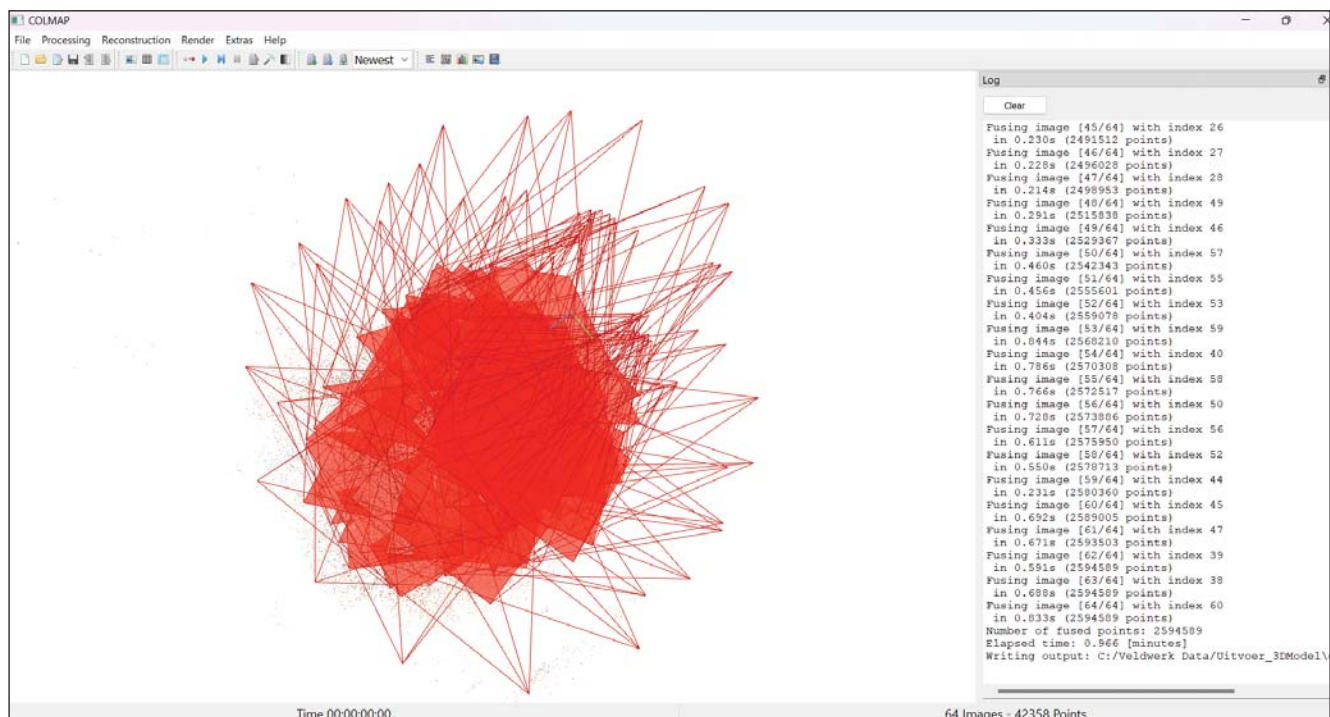 COLMAP
File Processing Reconstruction Render Extras Help
Newest
Log
Clear
Fusing image [45/64] with index 26
in 0.230s (2491512 points)
Fusing image [46/64] with index 27
in 0.228s (2496028 points)
Fusing image [47/64] with index 28
in 0.214s (2498953 points)
Fusing image [48/64] with index 49
in 0.291s (2515838 points)
Fusing image [49/64] with index 46
in 0.333s (2529367 points)
Fusing image [50/64] with index 57
in 0.460s (2542343 points)
Fusing image [51/64] with index 55
in 0.456s (2555601 points)
Fusing image [52/64] with index 53
in 0.404s (2559078 points)
Fusing image [53/64] with index 59
in 0.844s (2568210 points)
Fusing image [54/64] with index 40
in 0.786s (2570308 points)
Fusing image [55/64] with index 58
in 0.766s (2572517 points)
Fusing image [56/64] with index 50
in 0.728s (2573886 points)
Fusing image [57/64] with index 56
in 0.611s (2575950 points)
Fusing image [58/64] with index 52
in 0.550s (2578713 points)
Fusing image [59/64] with index 44
in 0.231s (2580360 points)
Fusing image [60/64] with index 45
in 0.692s (2589005 points)
Fusing image [61/64] with index 47
in 0.671s (2593503 points)
Fusing image [62/64] with index 39
in 0.591s (2594589 points)
Fusing image [63/64] with index 38
in 0.688s (2594589 points)
Fusing image [64/64] with index 60
in 0.833s (2594589 points)
Number of fused points: 2594589
Elapsed time: 0.966 [minutes]
Writing output: C:/Veldwerk Data/Uitvoer_3DModel\
Time 00:00:00:00
64 Images - 42358 Points